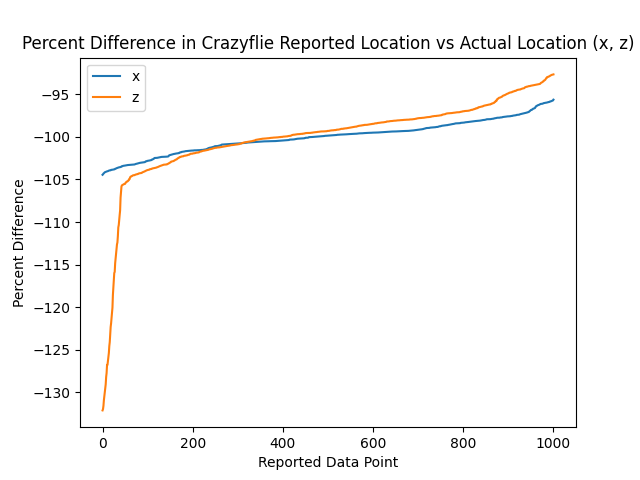 Percent Difference in Crazyflie Reported Location vs Actual Location (x, z)
x
z
Percent Difference
−95
−100
−105
−110
−115
−120
−125
−130
0
200
400
600
800
1000
Reported Data Point